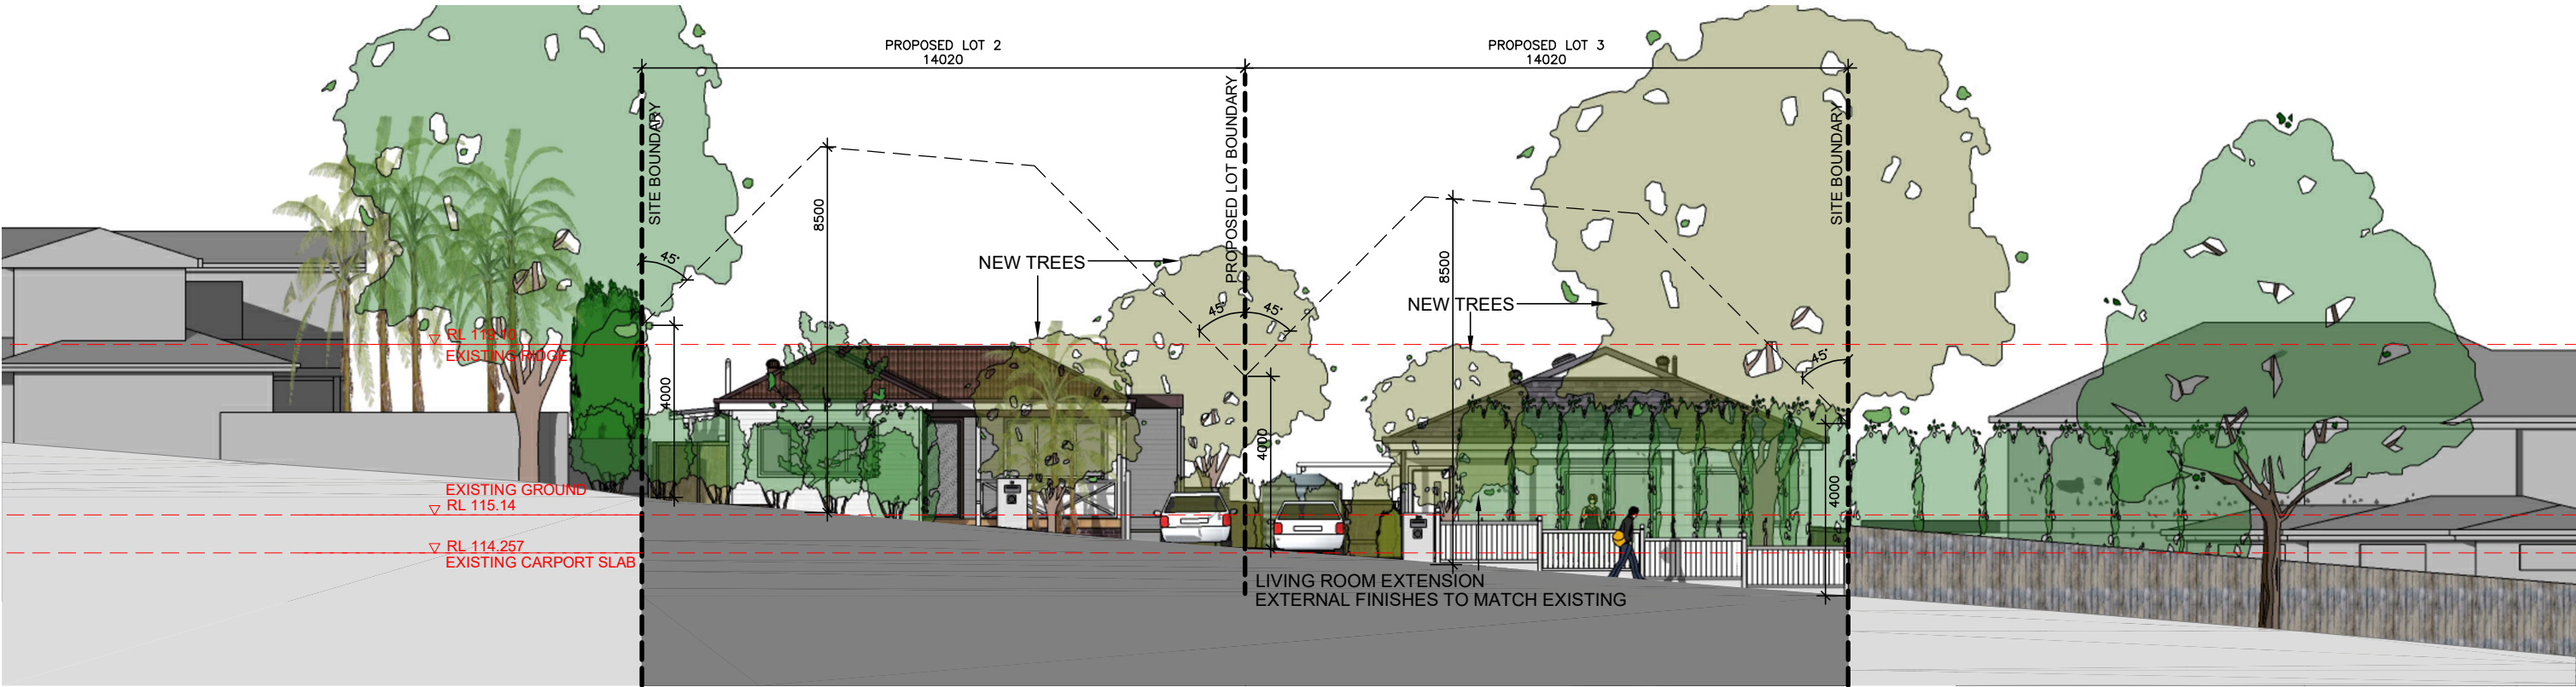 PROPOSED LOT 2
14020
PROPOSED LOT 3
14020
SITE BOUNDARY
PROPOSED LOT BOUNDARY
SITE BOUNDARY
8500
8500
45°
NEW TREES
45°
45°
NEW TREES
RL 119.10
EXISTING RIDGE
45°
4000
4000
4000
EXISTING GROUND
RL 115.14
RL 114.257
EXISTING CARPORT SLAB
LIVING ROOM EXTENSION
EXTERNAL FINISHES TO MATCH EXISTING